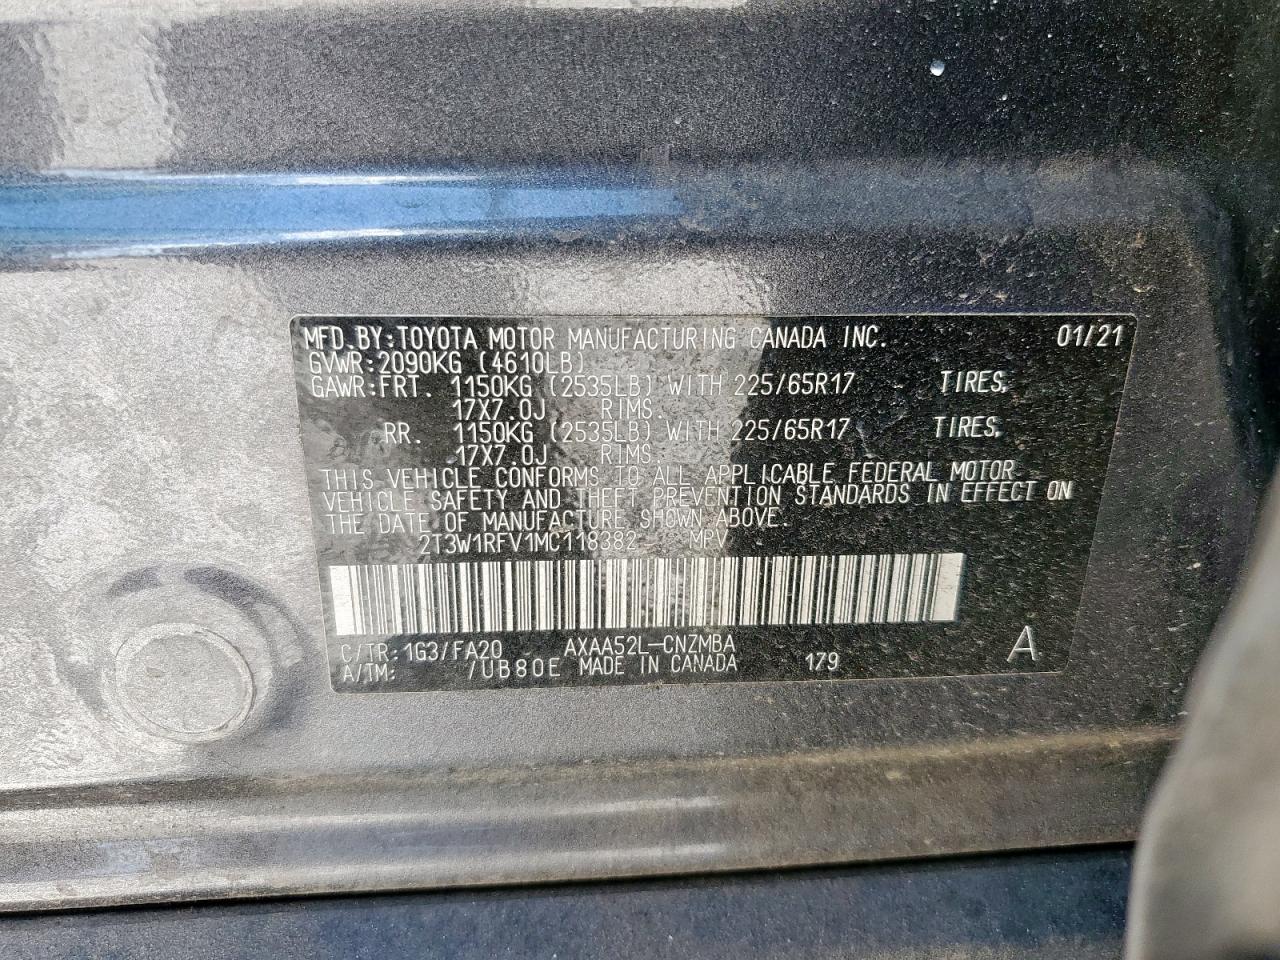 MFD.BY:TOYOTA MOTOR MANUFACTURING CANADA INC. 01/21
GVWR:2090KG (4610LB)
GAWR:FRT. 1150KG (2535LB) WITH 225/65R17 TIRES,
17X7.0J RIMS.
RR. 1150KG (2535LB) WITH 225/65R17 TIRES,
17X7.0J RIMS.
THIS VEHICLE CONFORMS TO ALL APPLICABLE FEDERAL MOTOR
VEHICLE SAFETY AND THEFT PREVENTION STANDARDS IN EFFECT ON
THE DATE OF MANUFACTURE SHOWN ABOVE.
2T3W1RFV1MC118382 MPV
C/TR:1G3/FA20 AXAA52L-CNZMBA
A/TM: /UB80E MADE IN CANADA 179 A